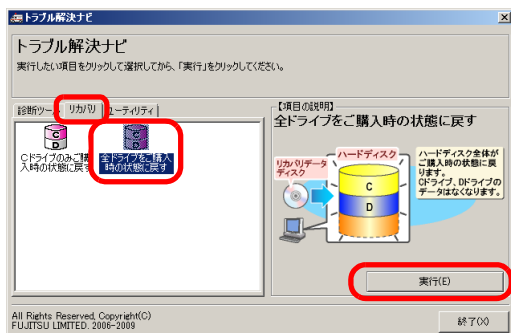 トラブル解決ナビ
トラブル解決ナビ
実行したい項目をクリックして選択してから、「実行」をクリックしてください。
診断ツール リカバリ ユーティリティ
C
D
C
D
Cドライブのみご購
入時の状態に戻す
全ドライブをご購入
時の状態に戻す
【項目の説明】
全ドライブをご購入時の状態に戻す
リカバリデータ
ディスク
ハードディスク
C
D
ハードディスク全体が
ご購入時の状態に戻
ります。
Cドライブ、Dドライブの
データはなくなります。
実行(E)
All Rights Reserved, Copyright(C)
FUJITSU LIMITED. 2006-2009
終了(X)